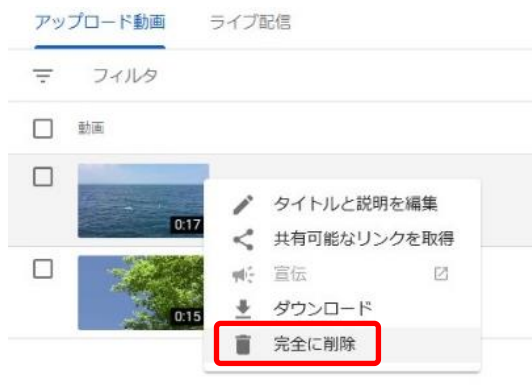 アップロード動画 ライブ配信
フィルタ
動画
0:17
タイトルと説明を編集
共有可能なリンクを取得
宣伝
ダウンロード
0:15
完全に削除